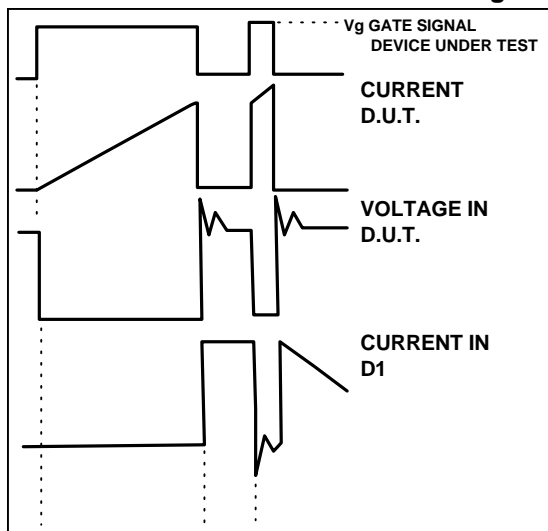 Vg GATE SIGNAL
DEVICE UNDER TEST
CURRENT
D.U.T.
VOLTAGE IN
D.U.T.
CURRENT IN
D1